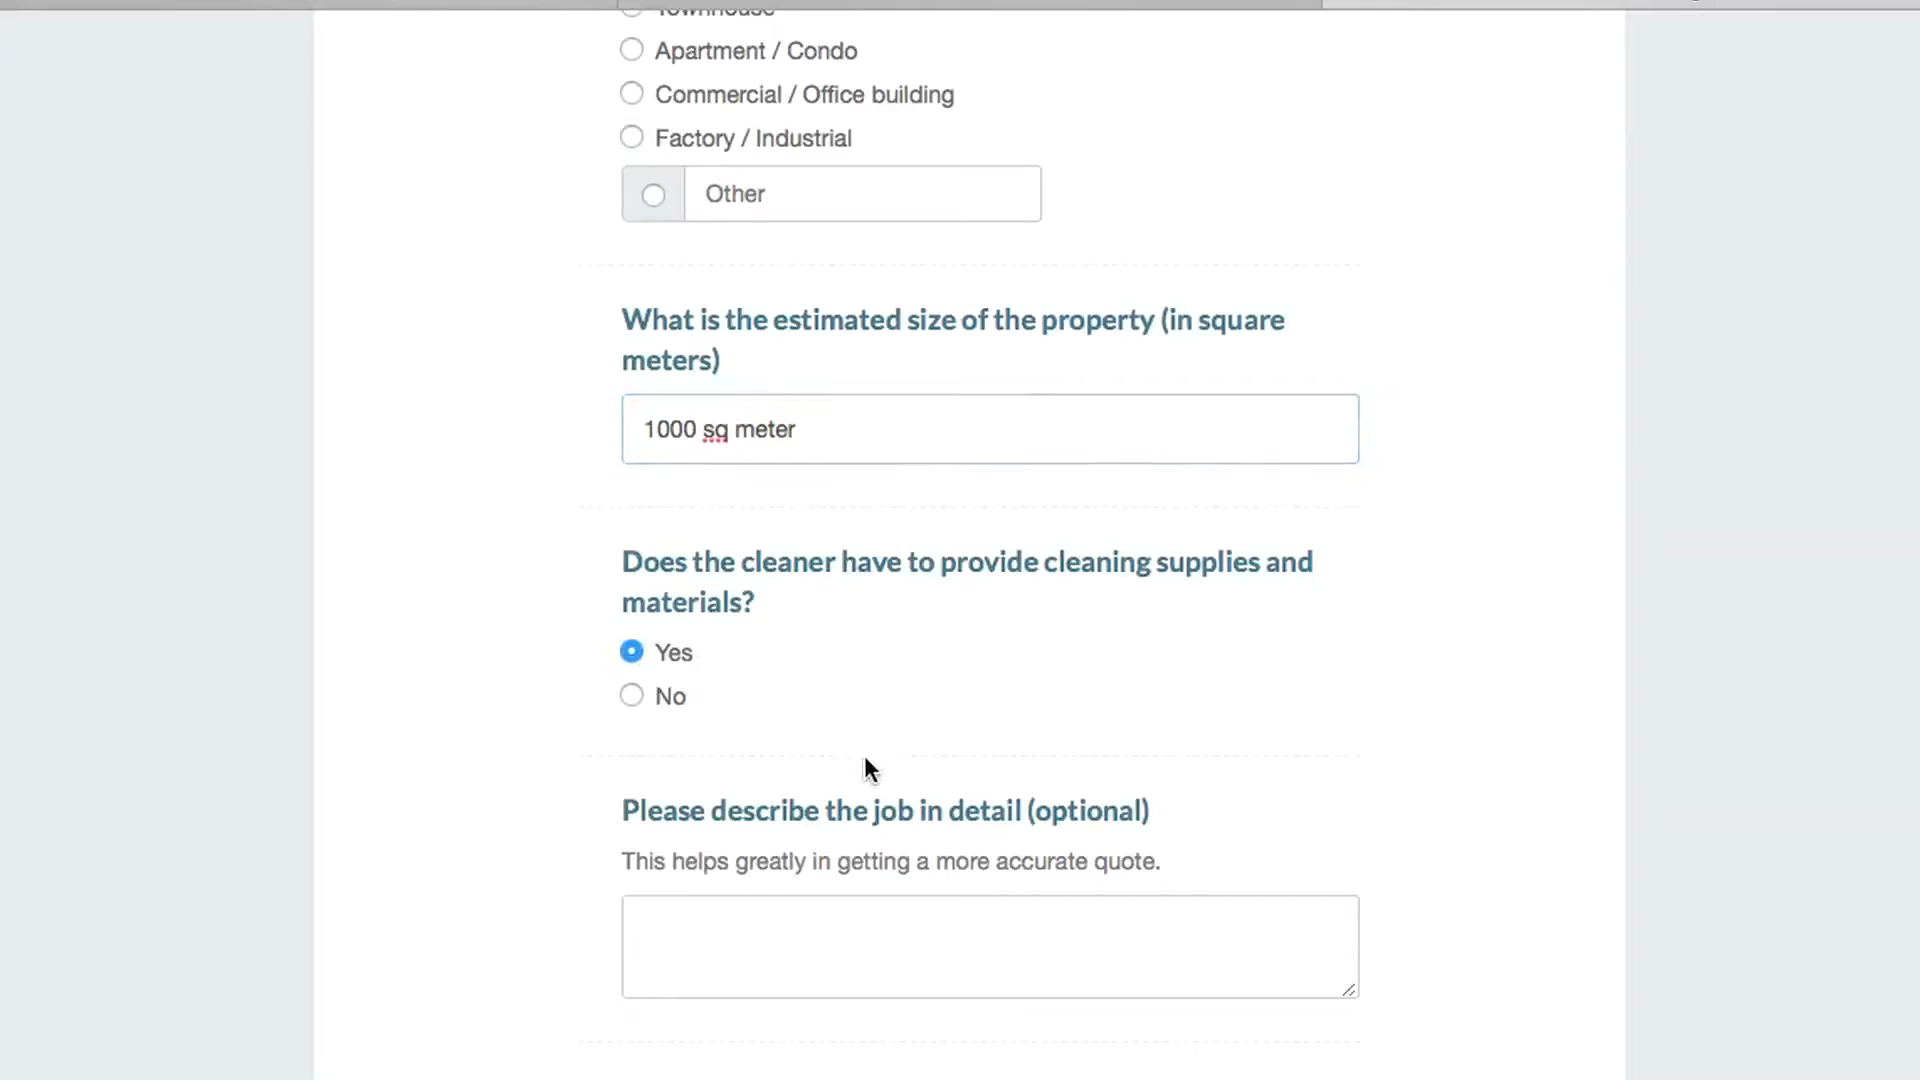 Townhouse
Apartment / Condo
Commercial / Office building
Factory / Industrial
Other
What is the estimated size of the property (in square
meters)
1000 sq meter
Does the cleaner have to provide cleaning supplies and
materials?
Yes
No
Please describe the job in detail (optional)
This helps greatly in getting a more accurate quote.